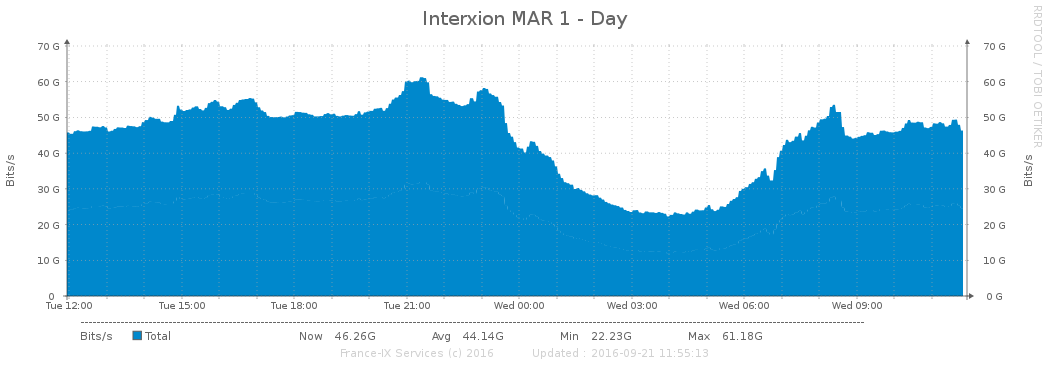 Interxion MAR 1 - Day
RRDTOOL / TOBI OETIKER
Bits/s
70 G 70 G
60 G 60 G
50 G 50 G
40 G 40 G
30 G 30 G
20 G 20 G
10 G 10 G
0 0 G
Bits/s
Tue 12:00 Tue 15:00 Tue 18:00 Tue 21:00 Wed 00:00 Wed 03:00 Wed 06:00 Wed 09:00
Bits/s Total Now 46.26G Avg 44.14G Min 22.23G Max 61.18G
France-IX Services (c) 2016 Updated : 2016-09-21 11:55:13